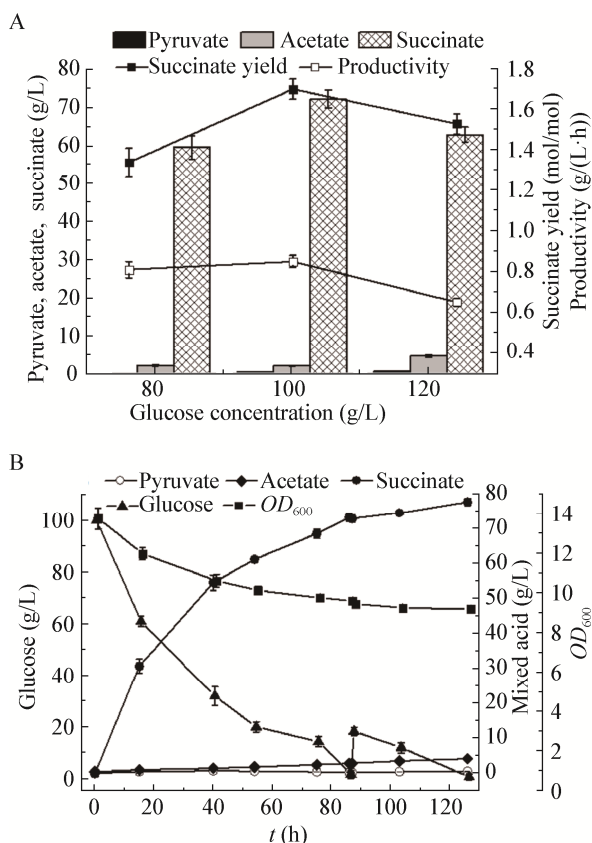 A
Pyruvate Acetate Succinate
Succinate yield Productivity
80
70
60
50
40
30
20
10
0
Pyruvate, acetate, succinate (g/L)
1.8
1.6
1.4
1.2
1.0
0.8
0.6
0.4
Succinate yield (mol/mol)
Productivity (g/(L·h)
80 100 120
Glucose concentration (g/L)
B
Pyruvate Acetate Succinate
Glucose OD600
100
80
60
40
20
0
Glucose (g/L)
80
70
60
50
40
30
20
10
0
Mixed acid (g/L)
14
12
10
8
6
4
2
0
OD600
0 20 40 60 80 100 120
t (h)